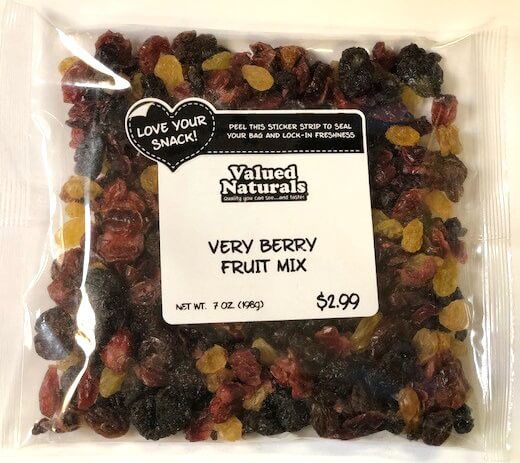 LOVE YOUR
SNACK!
PEEL THIS STICKER STRIP TO SEAL
YOUR BAG AND LOCK-IN FRESHNESS
Valued
Naturals
Quality you can see...and taste!
VERY BERRY
FRUIT MIX
NET WT. 7 OZ. (198g)
$2.99